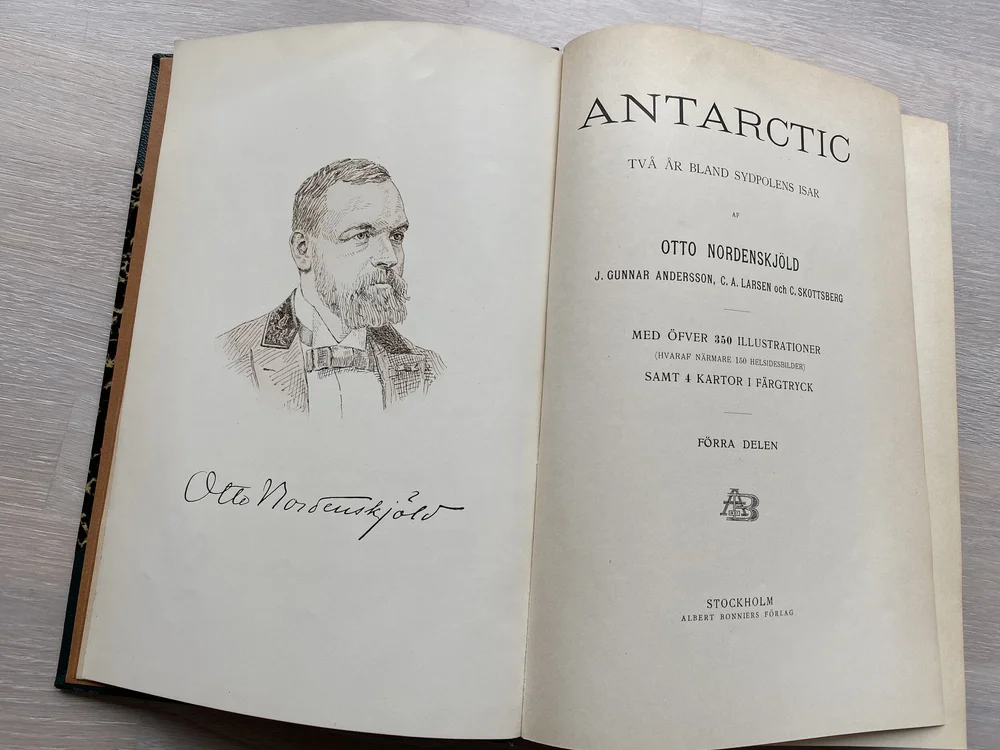 Otto Nordenskjöld
ANTARCTIC
TVÅ ÅR BLAND SYDPOLENS ISAR
AF
OTTO NORDENSKJÖLD
J. GUNNAR ANDERSSON, C. A. LARSEN och C. SKOTTSBERG
MED ÖFVER 350 ILLUSTRATIONER
(HVARAF NÄRMARE 150 HELSIDESBILDER)
SAMT 4 KARTOR I FÄRGTRYCK
FÖRRA DELEN
STOCKHOLM
ALBERT BONNIERS FÖRLAG